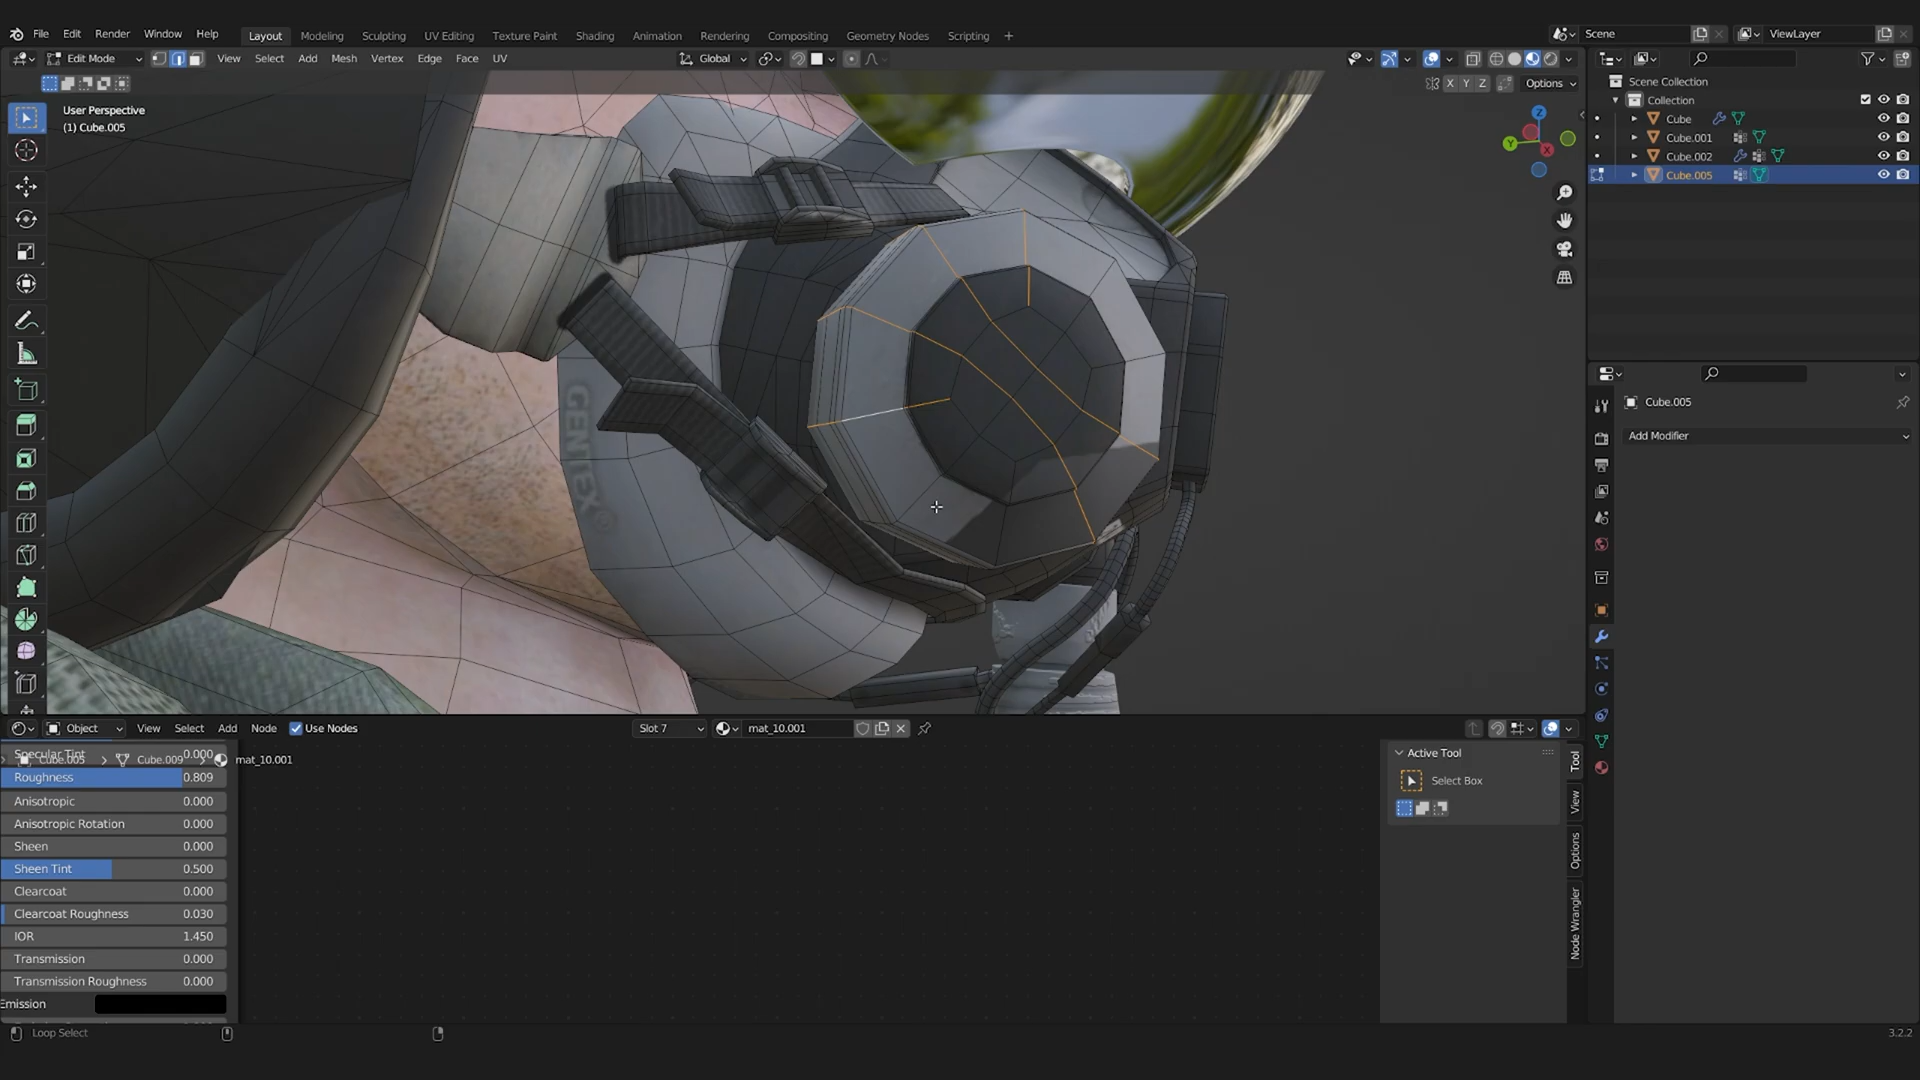 File Edit Render Window Help Layout Modeling Sculpting UV Editing Texture Paint Shading Animation Rendering Compositing Geometry Nodes Scripting + Scene ViewLayer
Edit Mode View Select Add Mesh Vertex Edge Face UV Global
X Y Z Options
User Perspective
(1) Cube.005
Z
Y X
GENTEX®
Scene Collection
Collection
Cube
Cube.001
Cube.002
Cube.005
Cube.005
Add Modifier
Object View Select Add Node Use Nodes Slot 7 mat_10.001
Specular Tint 0.000
Cube.005 > Cube.009 > mat_10.001
Roughness 0.809
Anisotropic 0.000
Anisotropic Rotation 0.000
Sheen 0.000
Sheen Tint 0.500
Clearcoat 0.000
Clearcoat Roughness 0.030
IOR 1.450
Transmission 0.000
Transmission Roughness 0.000
Emission
Active Tool
Select Box
Tool
View
Options
Node Wrangler
Loop Select
3.2.2